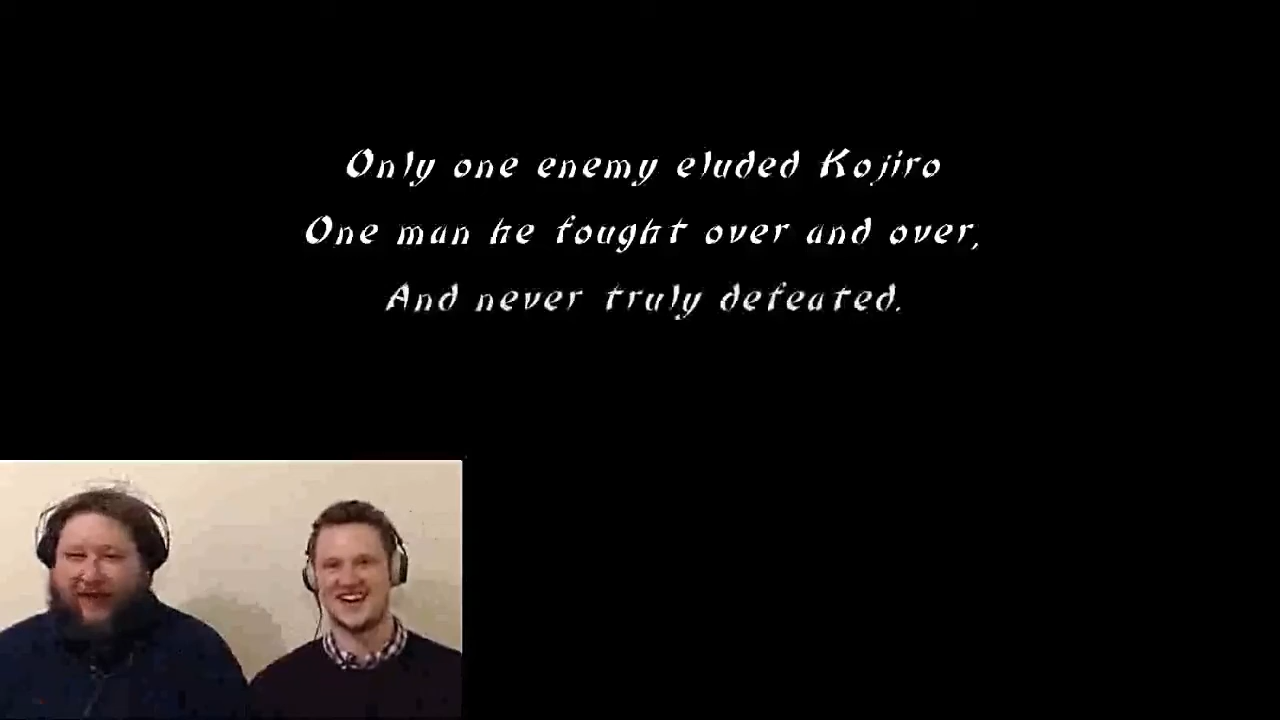 Only one enemy eluded Kojiro
One man he fought over and over,
And never truly defeated.